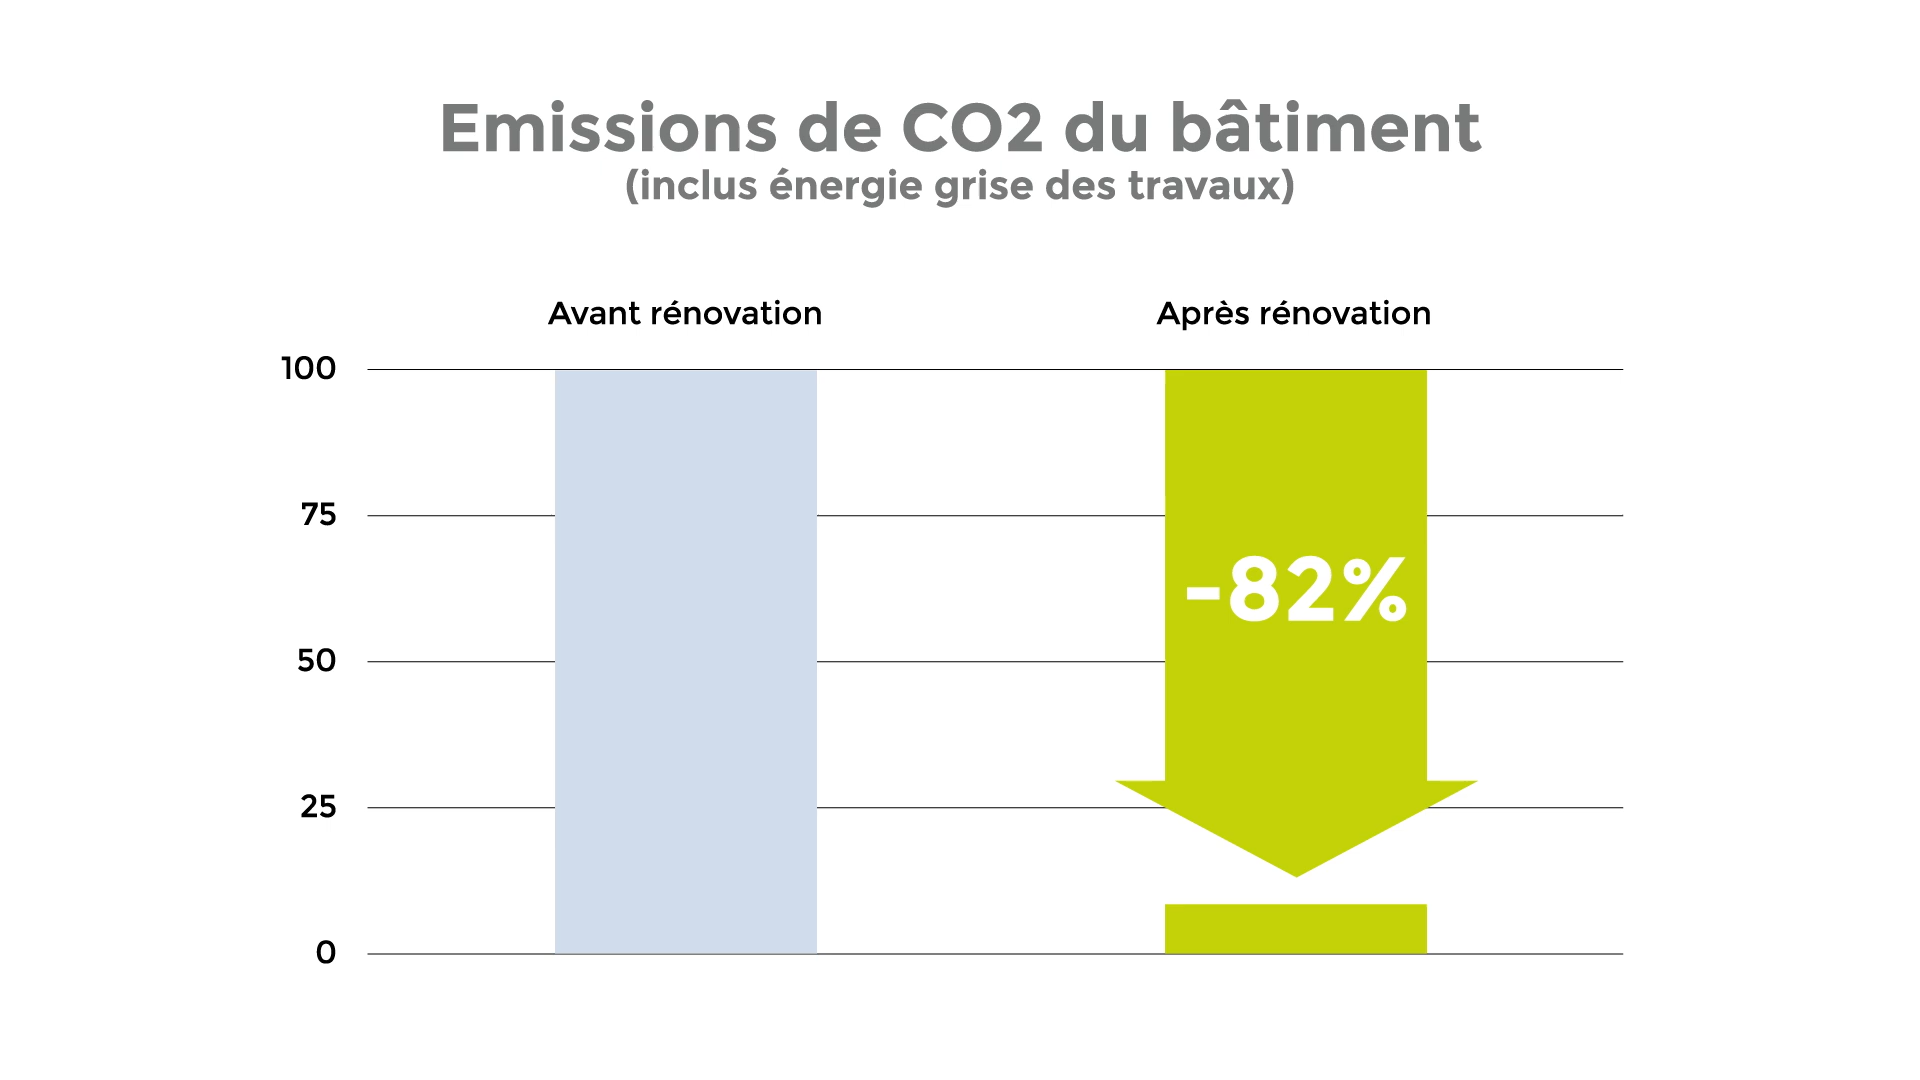 Emissions de CO2 du bâtiment
(inclus énergie grise des travaux)
Avant rénovation
Après rénovation
100
75
-82%
50
25
0